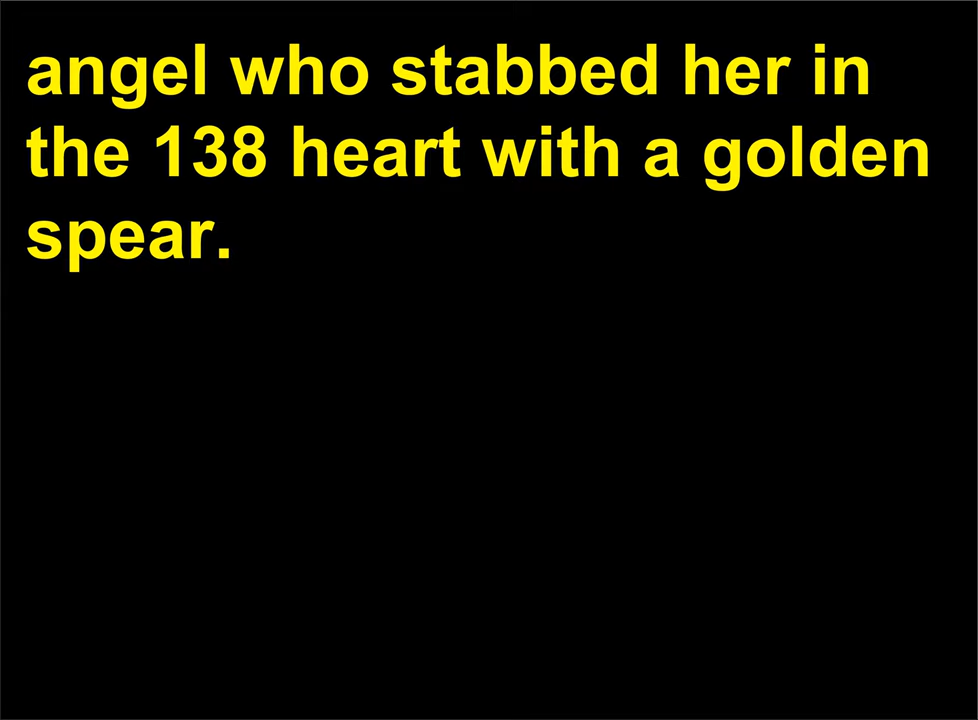 angel who stabbed her in
the 138 heart with a golden
spear.